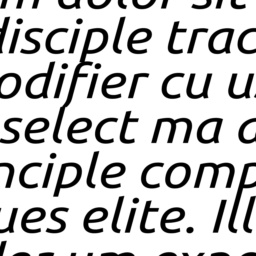 m dolor sit
disciple trac
odifier cu u
select ma d
nciple comp
ues elite. Ill